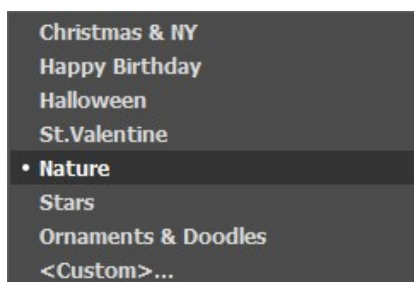 Christmas & NY
Happy Birthday
Halloween
St.Valentine
• Nature
Stars
Ornaments & Doodles
<Custom>...